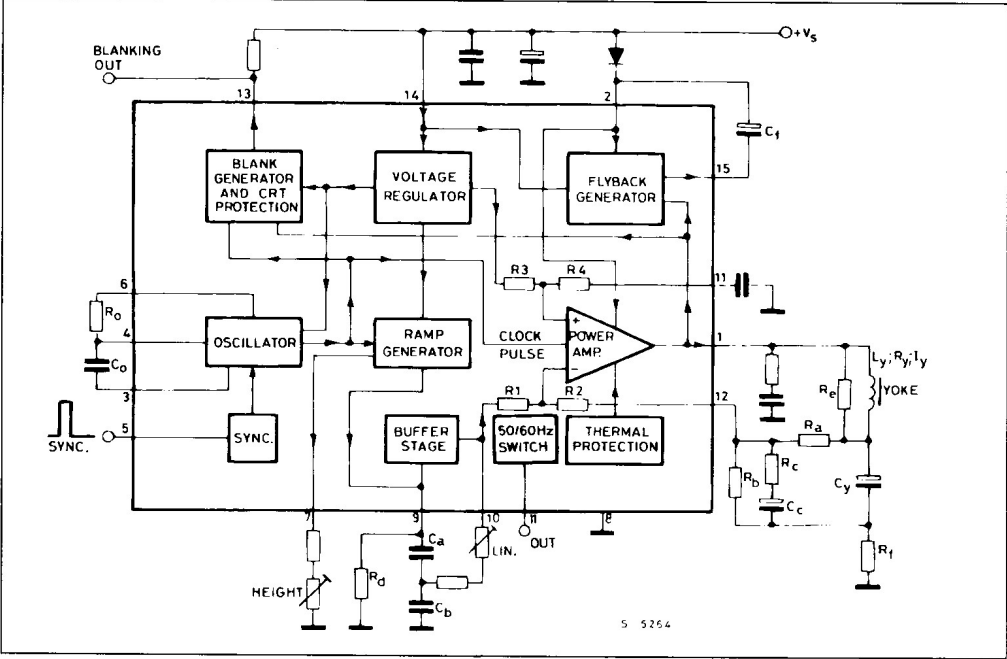 +Vs
BLANKING
OUT
13
14
2
Cf
15
BLANK
GENERATOR
AND CRT
PROTECTION
VOLTAGE
REGULATOR
FLYBACK
GENERATOR
R3
R4
11
6
Ro
4
Co
3
OSCILLATOR
RAMP
GENERATOR
CLOCK
PULSE
+
POWER
AMP.
-
1
Ly;Ry;Iy
YOKE
Re
12
R1
R2
Ra
SYNC.
5
SYNC.
BUFFER
STAGE
50/60Hz
SWITCH
THERMAL
PROTECTION
Rb
Rc
Cc
Cy
Rf
7
9
10
11
8
OUT
LIN.
Ca
Rd
Cb
HEIGHT
S 5264